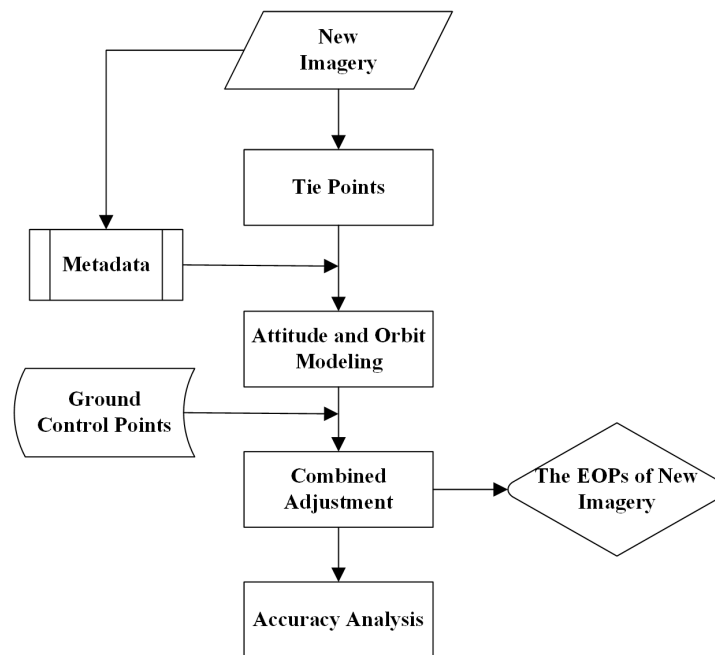 New
Imagery
Tie Points
Metadata
Attitude and Orbit
Modeling
Ground
Control Points
Combined
Adjustment
The EOPs of New
Imagery
Accuracy Analysis